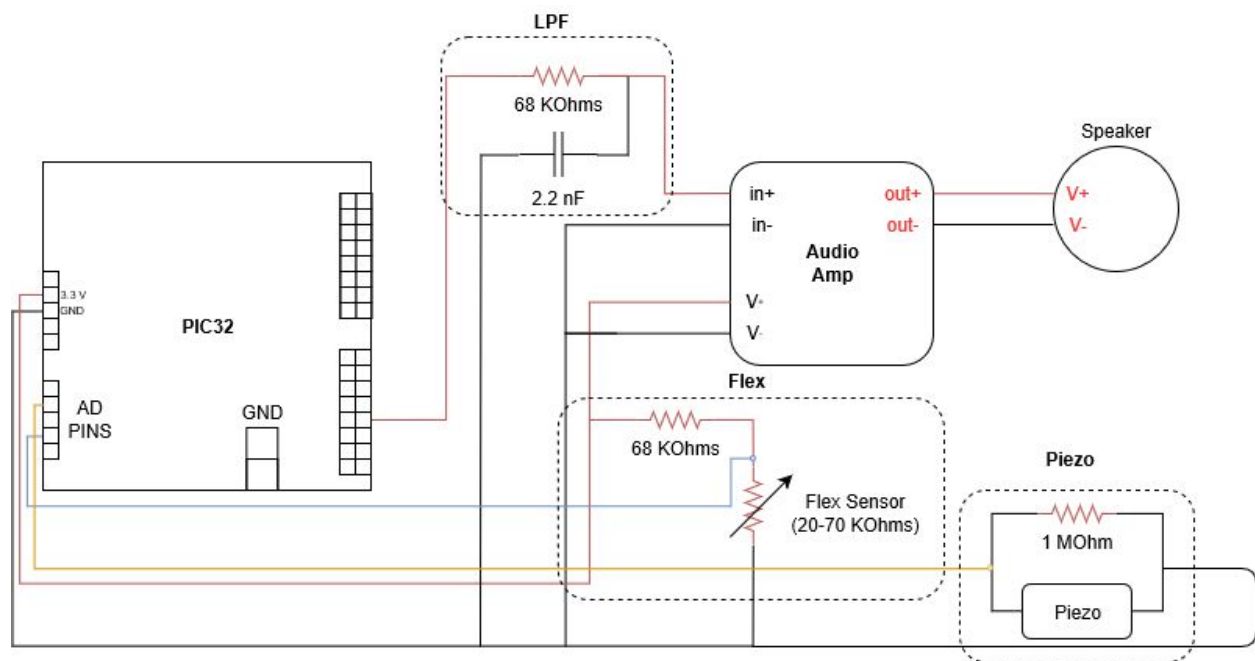 LPF
68 KOhms
2.2 nF
Speaker
in+
out+
V+
in-
out-
V-
Audio
Amp
3.3 V
GND
PIC32
V+
V-
Flex
AD
PINS
GND
68 KOhms
Piezo
Flex Sensor
(20-70 KOhms)
1 MOhm
Piezo